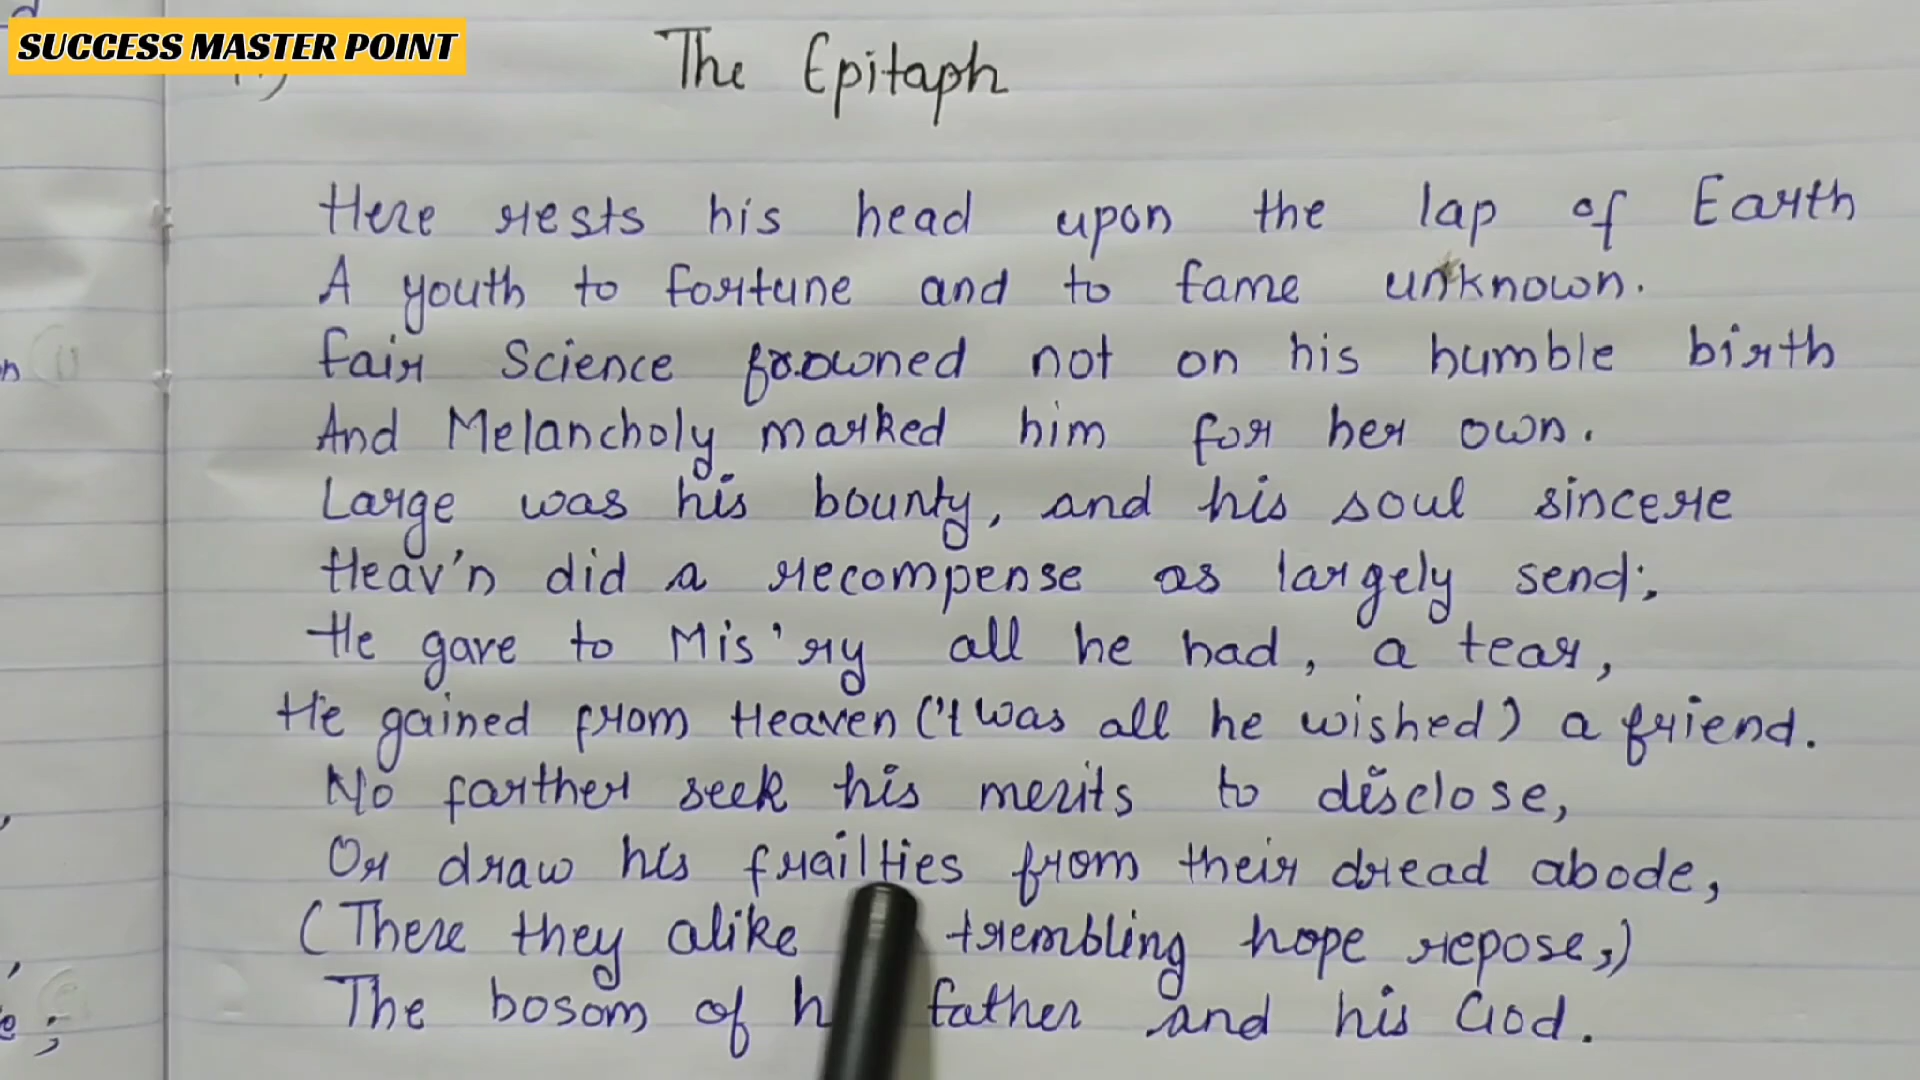 SUCCESS MASTER POINT
The Epitaph
Here rests his head upon the lap of Earth
A youth to fortune and to fame unknown.
Fair Science frowned not on his humble birth
And Melancholy marked him for her own.
Large was his bounty, and his soul sincere
Heav'n did a recompense as largely send;
He gave to Mis'ry all he had, a tear,
He gained from Heaven ('t was all he wished) a friend.
No farther seek his merits to disclose,
Or draw his frailties from their dread abode,
(There they alike trembling hope repose,)
The bosom of father and his God.